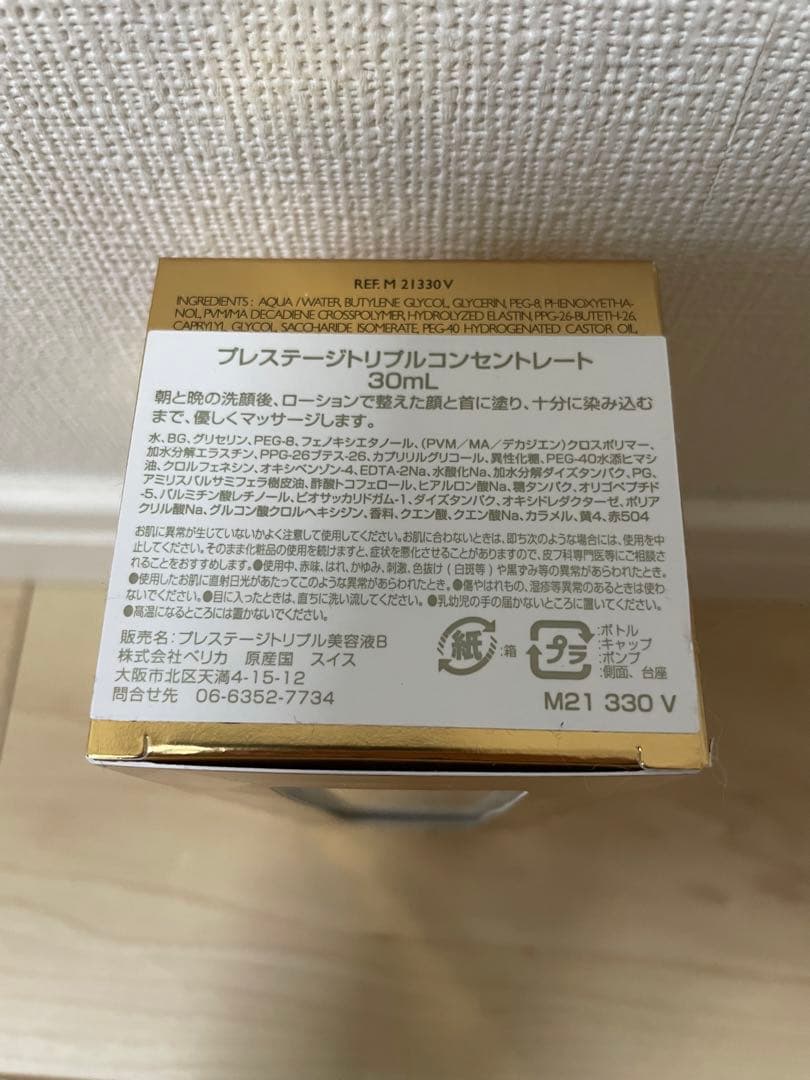 REF. M 21330 V
INGREDIENTS : AQUA / WATER, BUTYLENE GLYCOL, GLYCERIN, PEG-8, PHENOXYETHA-
NOL, PVM/MA DECADIENE CROSSPOLYMER, HYDROLYZED ELASTIN, PPG-26-BUTETH-26,
CAPRYLYL GLYCOL, SACCHARIDE ISOMERATE, PEG-40 HYDROGENATED CASTOR OIL,
プレステージトリプルコンセントレート
30mL
朝と晩の洗顔後、ローションで整えた顔と首に塗り、十分に染み込む
まで、優しくマッサージします。
水、BG、グリセリン、PEG-8、フェノキシエタノール、(PVM/MA/デカジエン)クロスポリマー、
加水分解エラスチン、PPG-26ブテス-26、カプリリルグリコール、異性化糖、PEG-40水添ヒマシ
油、クロルフェネシン、オキシベンゾン-4、EDTA-2Na、水酸化Na、加水分解ダイズタンパク、PG、
アミリスバルサミフェラ樹皮油、酢酸トコフェロール、ヒアルロン酸Na、糖タンパク、オリゴペプチド
-5、パルミチン酸レチノール、ビオサッカリドガム-1、ダイズタンパク、オキシドレダクターゼ、ポリア
クリル酸Na、グルコン酸クロルヘキシジン、香料、クエン酸、クエン酸Na、カラメル、黄4、赤504
お肌に異常が生じていないかよく注意して使用してください。お肌に合わないときは、即ち次のような場合には、使用を中
止してください。そのまま化粧品の使用を続けますと、症状を悪化させることがありますので、皮フ科専門医等にご相談さ
れることをおすすめします。●使用中、赤味、はれ、かゆみ、刺激、色抜け(白斑等)や黒ずみ等の異常があらわれたとき。
●使用したお肌に直射日光があたってこのような異常があらわれたとき。●傷やはれもの、湿疹等異常のあるときは使わ
ないでください。●目に入ったときは、直ちに洗い流してください。●乳幼児の手の届かないところに置いてください。
●高温になるところには置かないでください。
販売名:プレステージトリプル美容液B
株式会社ベリカ 原産国 スイス
大阪市北区天満4-15-12
問合せ先 06-6352-7734
紙
:箱
プラ
:ボトル
:キャップ
:ポンプ
:側面、台座
M21 330 V